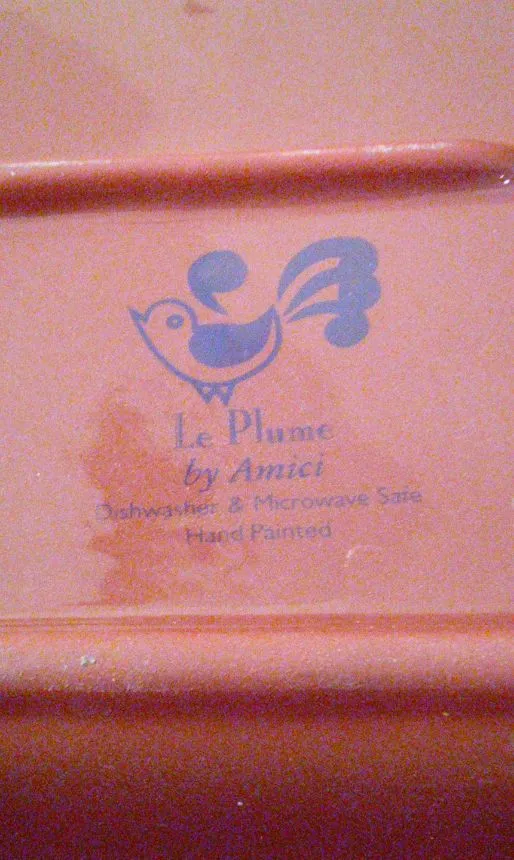 Le Plume
by Amici
Dishwasher & Microwave Safe
Hand Painted